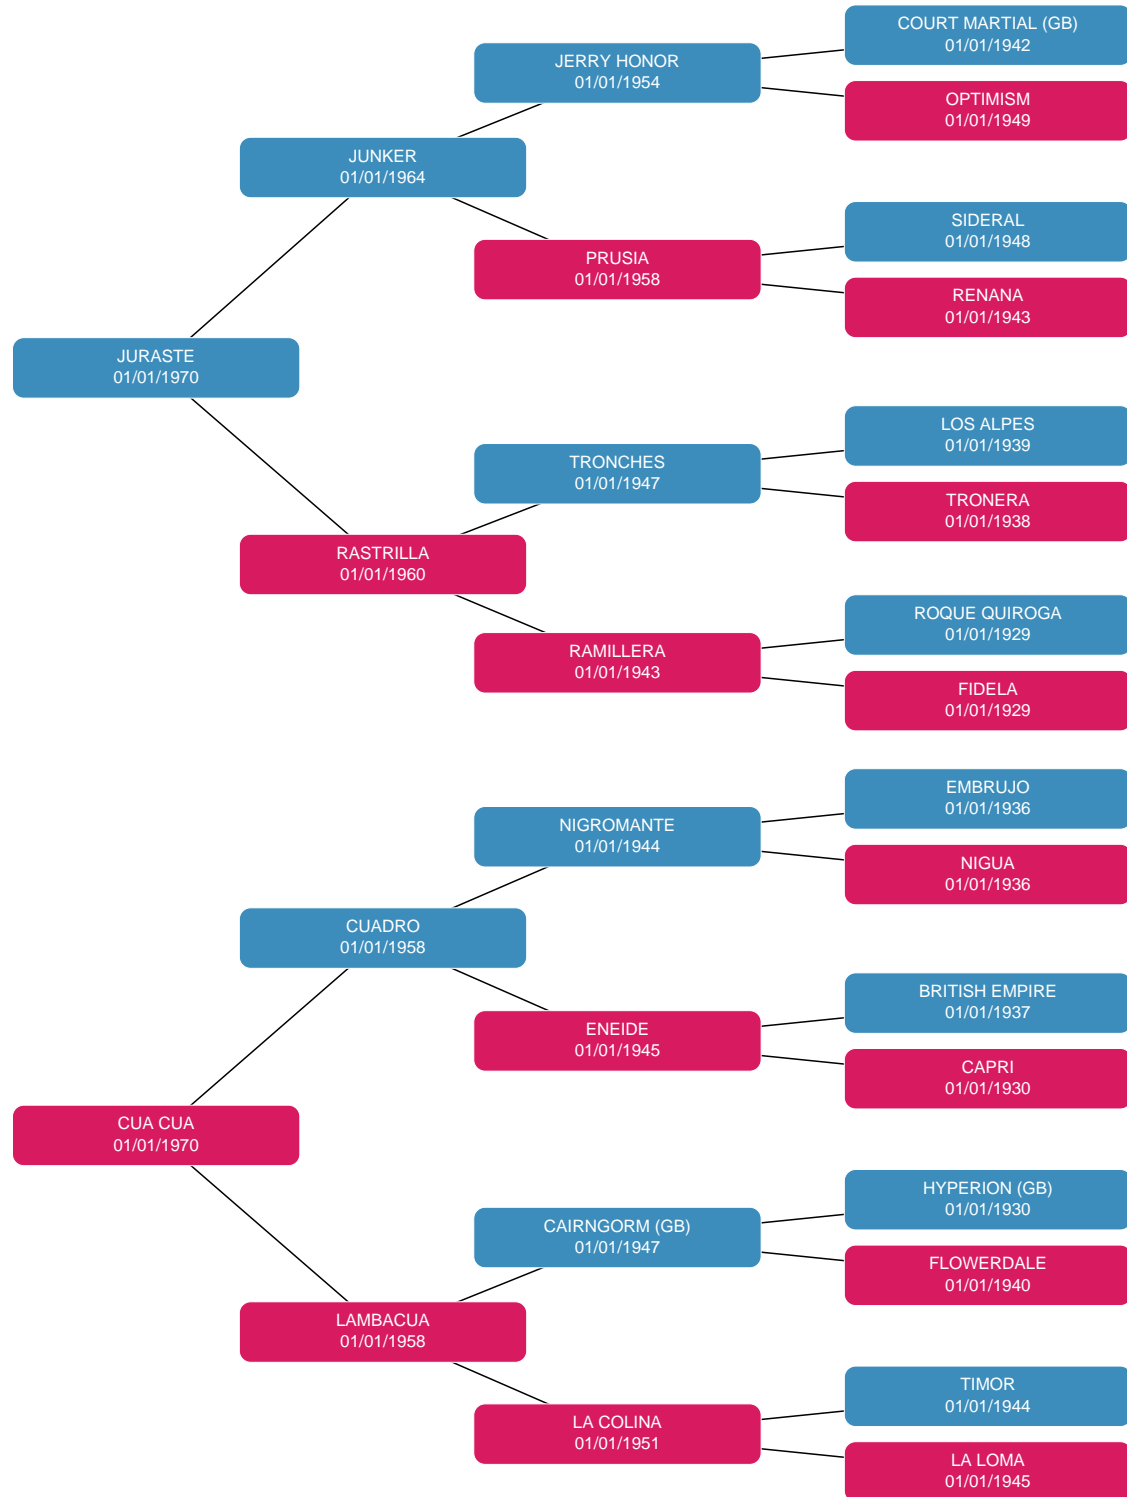 COURT MARTIAL (GB)
01/01/1942
JERRY HONOR
01/01/1954
OPTIMISM
01/01/1949
JUNKER
01/01/1964
SIDERAL
01/01/1948
PRUSIA
01/01/1958
RENANA
01/01/1943
JURASTE
01/01/1970
LOS ALPES
01/01/1939
TRONCHES
01/01/1947
TRONERA
01/01/1938
RASTRILLA
01/01/1960
ROQUE QUIROGA
01/01/1929
RAMILLERA
01/01/1943
FIDELA
01/01/1929
EMBRUJO
01/01/1936
NIGROMANTE
01/01/1944
NIGUA
01/01/1936
CUADRO
01/01/1958
BRITISH EMPIRE
01/01/1937
ENEIDE
01/01/1945
CAPRI
01/01/1930
CUA CUA
01/01/1970
HYPERION (GB)
01/01/1930
CAIRNGORM (GB)
01/01/1947
FLOWERDALE
01/01/1940
LAMBACUA
01/01/1958
TIMOR
01/01/1944
LA COLINA
01/01/1951
LA LOMA
01/01/1945